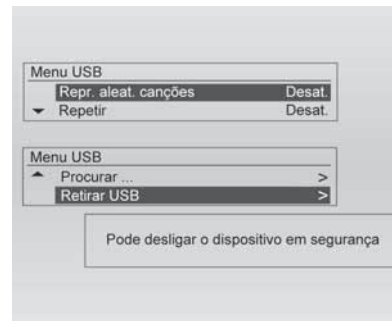 Menu USB
Repr. aleat. canções Desat.
Repetir Desat.
Menu USB
Procurar ... >
Retirar USB >
Pode desligar o dispositivo em segurança